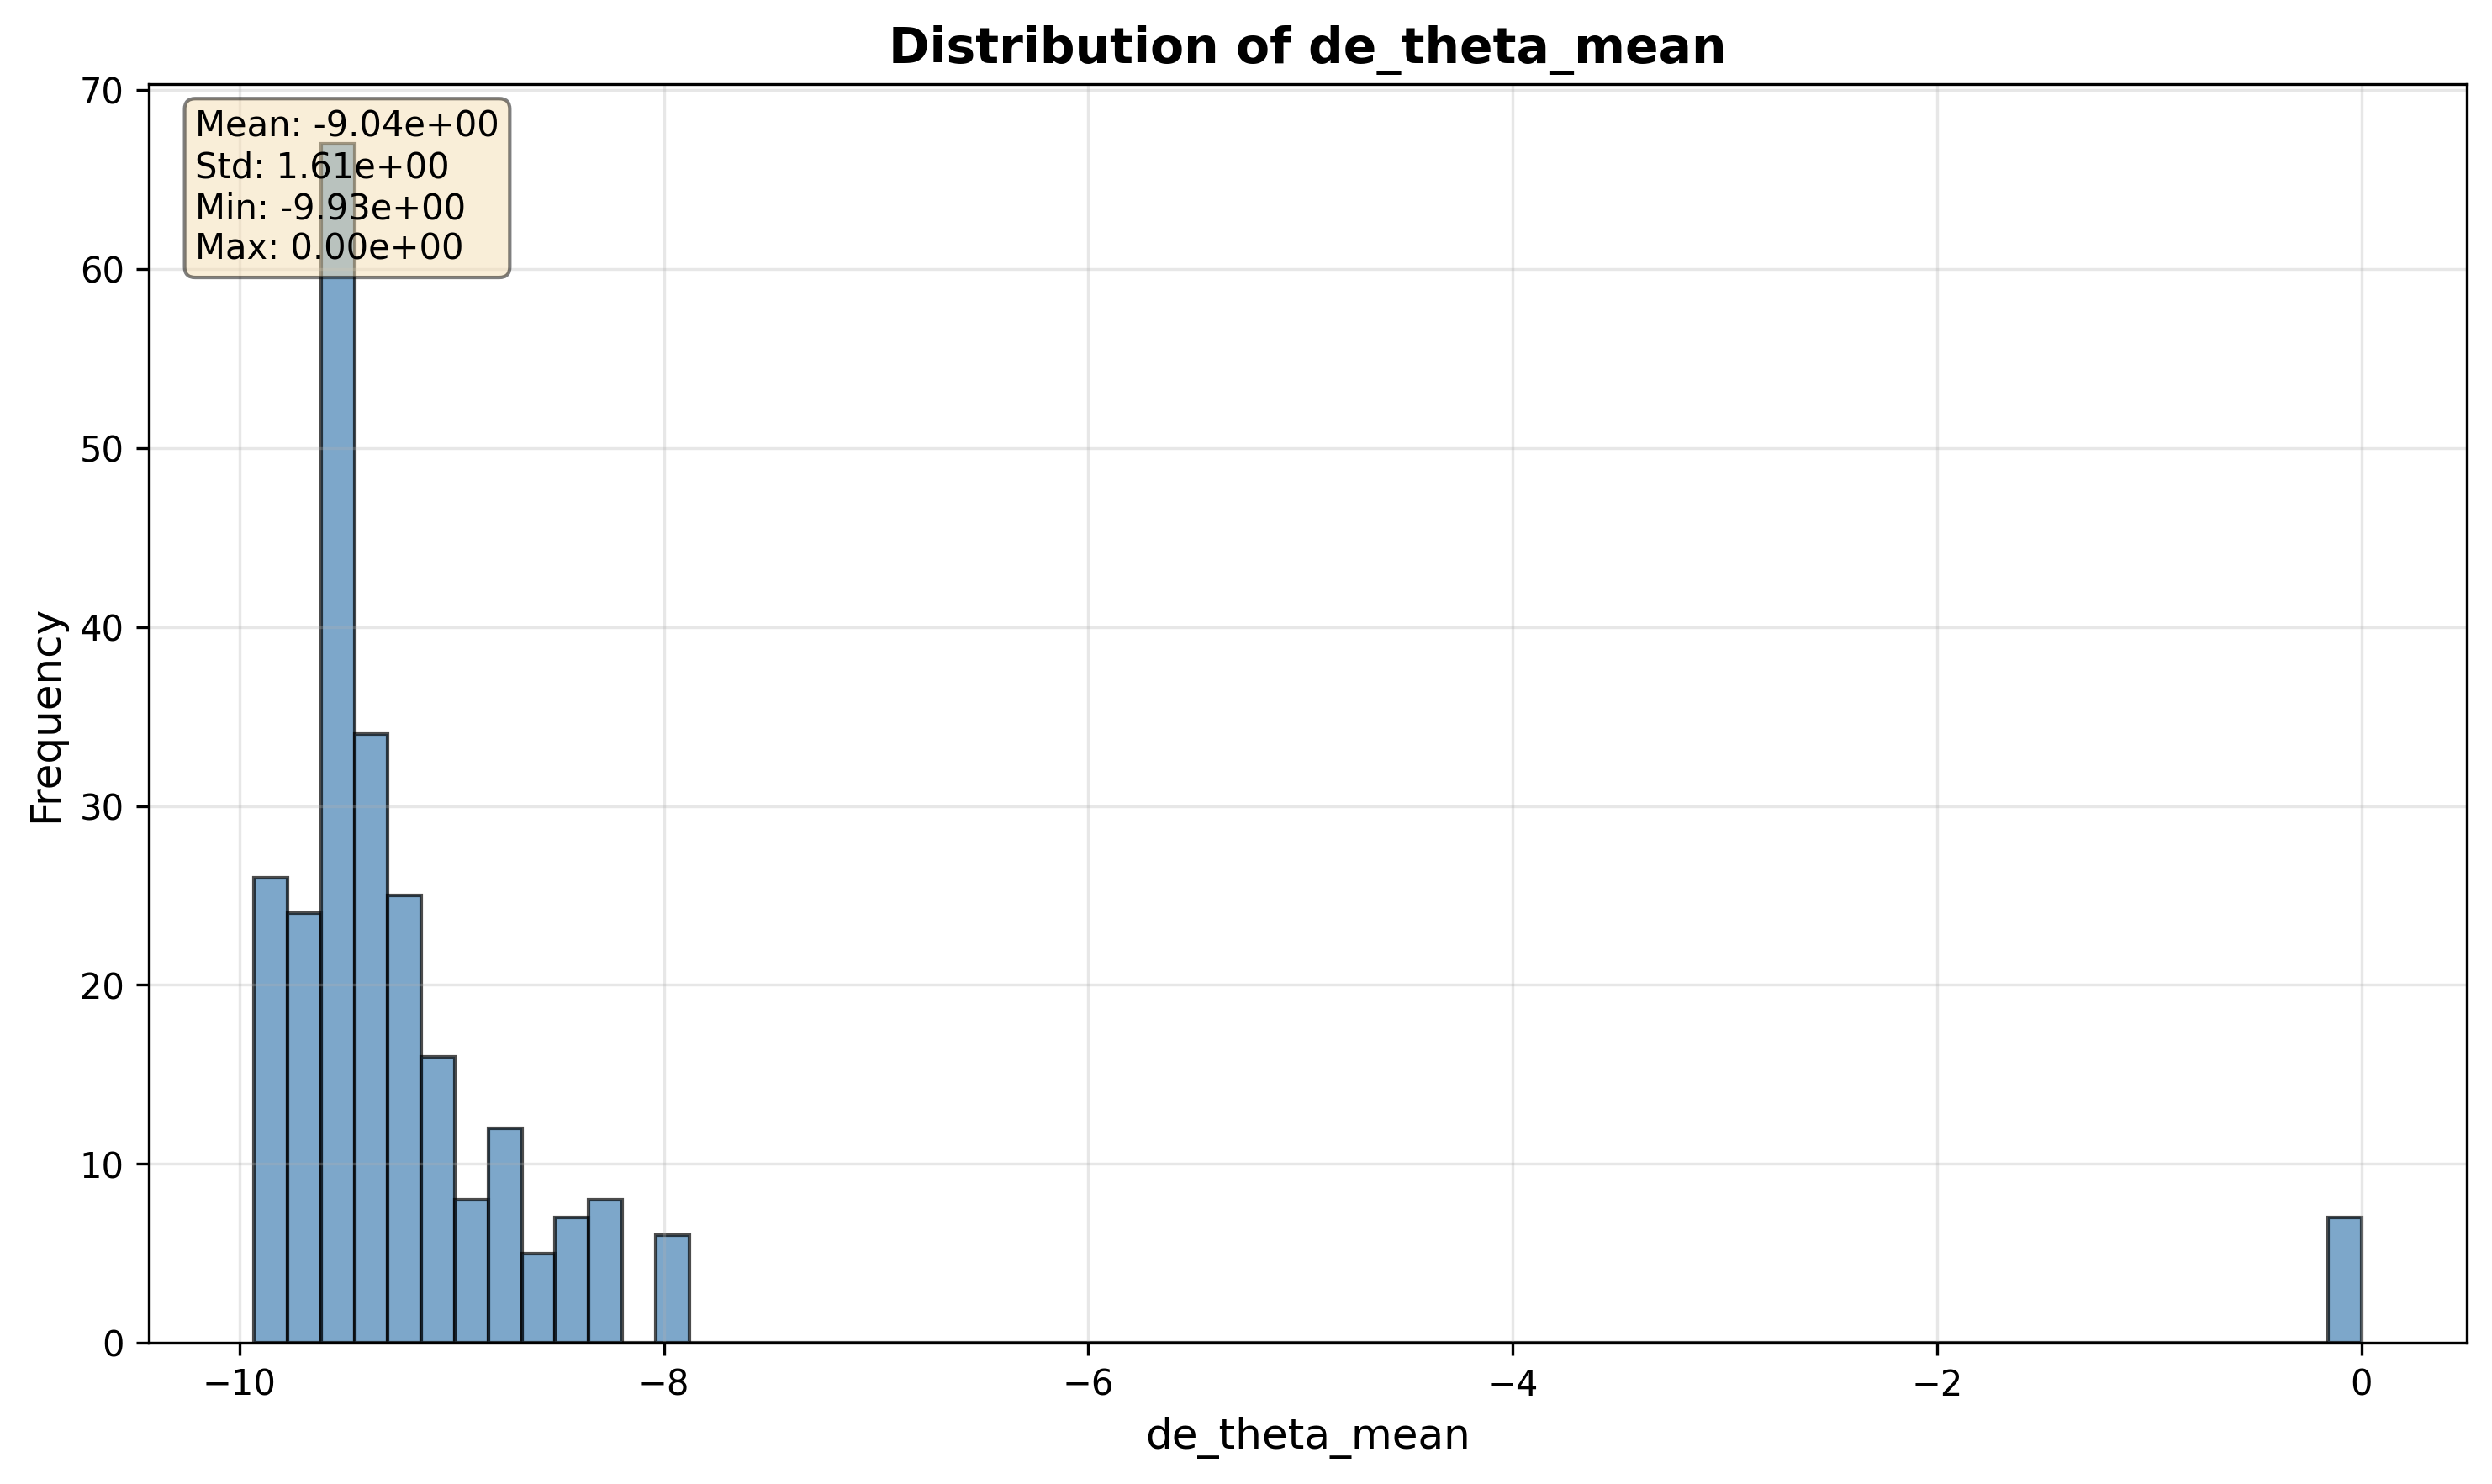 Distribution of de_theta_mean
Mean: -9.04e+00
Std: 1.61e+00
Min: -9.93e+00
Max: 0.00e+00
Frequency
70
60
50
40
30
20
10
0
−10 −8 −6 −4 −2 0
de_theta_mean